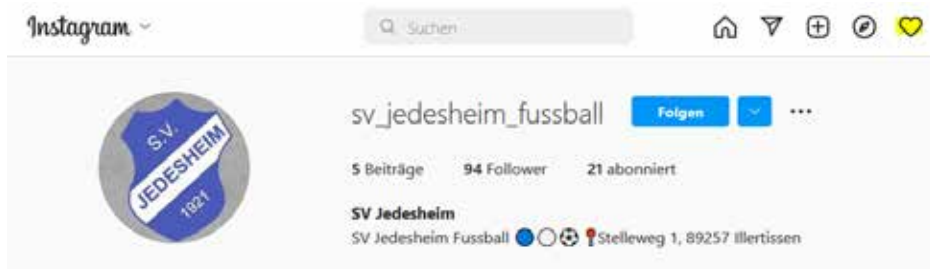 Instagram
Suchen
sv_jedesheim_fussball Folgen
5 Beiträge 94 Follower 21 abonniert
SV Jedesheim
SV Jedesheim Fussball 🔵⚪⚽📍Stelleweg 1, 89257 Illertissen
S.V.
JEDESHEIM
1921